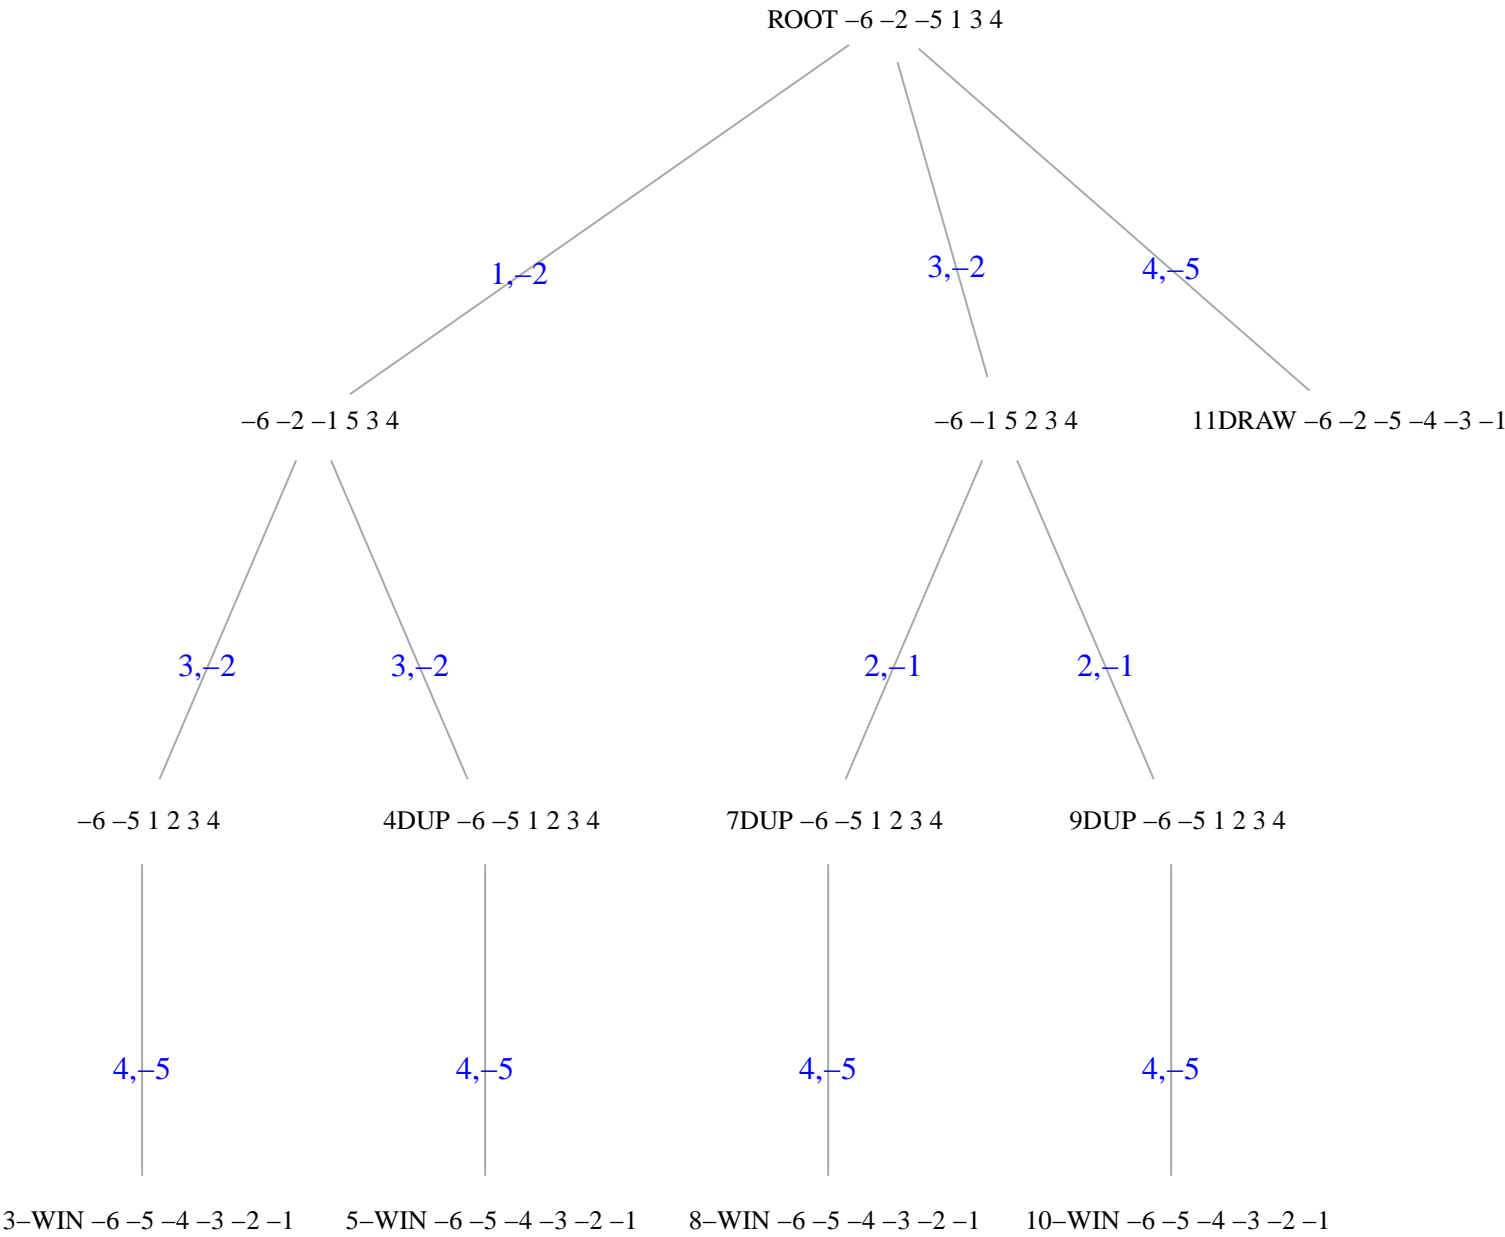 ROOT –6 –2 –5 1 3 4
1,–2
3,–2
4,–5
–6 –2 –1 5 3 4
–6 –1 5 2 3 4
11DRAW –6 –2 –5 –4 –3 –1
3,–2
3,–2
2,–1
2,–1
–6 –5 1 2 3 4
4DUP –6 –5 1 2 3 4
7DUP –6 –5 1 2 3 4
9DUP –6 –5 1 2 3 4
4,–5
4,–5
4,–5
4,–5
3–WIN –6 –5 –4 –3 –2 –1
5–WIN –6 –5 –4 –3 –2 –1
8–WIN –6 –5 –4 –3 –2 –1
10–WIN –6 –5 –4 –3 –2 –1